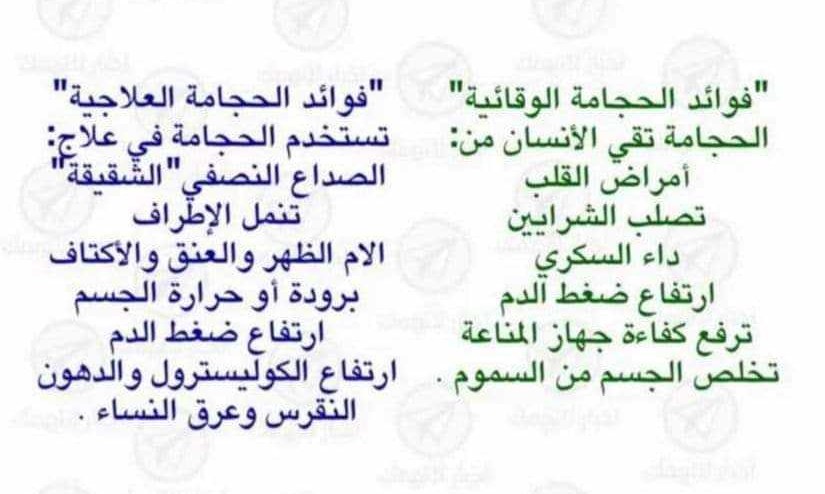 "فوائد الحجامة الوقائية"
الحجامة تقي الأنسان من:
أمراض القلب
تصلب الشرايين
داء السكري
ارتفاع ضغط الدم
ترفع كفاءة جهاز المناعة
تخلص الجسم من السموم .
"فوائد الحجامة العلاجية"
تستخدم الحجامة في علاج:
الصداع النصفي"الشقيقة"
تنمل الإطراف
الام الظهر والعنق والأكتاف
برودة أو حرارة الجسم
ارتفاع ضغط الدم
ارتفاع الكوليسترول والدهون
النقرس وعرق النساء .